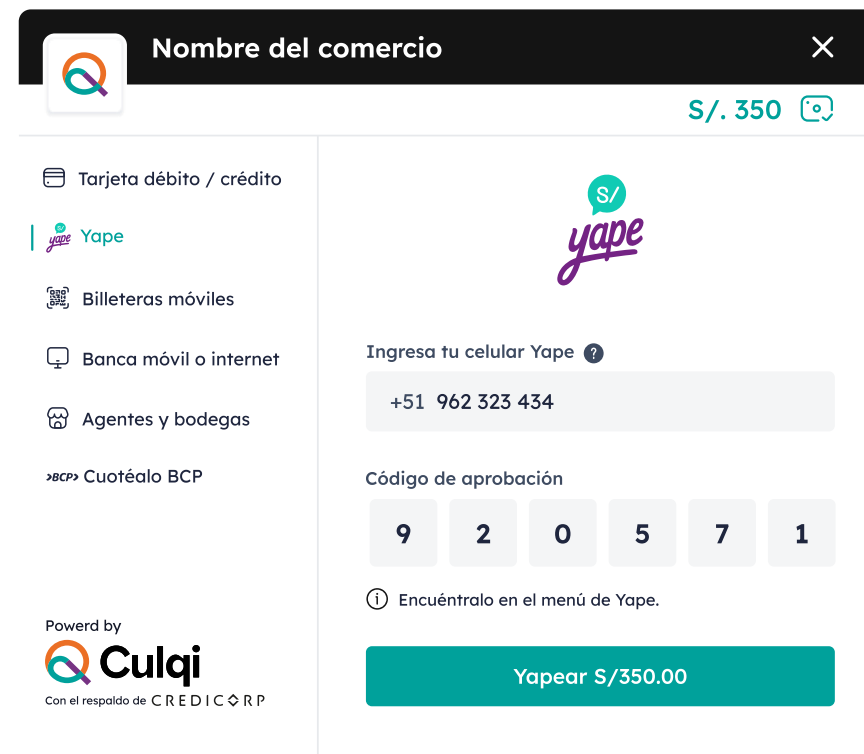 Nombre del comercio
S/. 350
Tarjeta débito / crédito
yape Yape
Billeteras móviles
Banca móvil o internet
Agentes y bodegas
›BCP› Cuotéalo BCP
Powerd by
Culqi
Con el respaldo de CREDICORP
S/
yape
Ingresa tu celular Yape ?
+51 962 323 434
Código de aprobación
9 2 0 5 7 1
Encuéntralo en el menú de Yape.
Yapear S/350.00